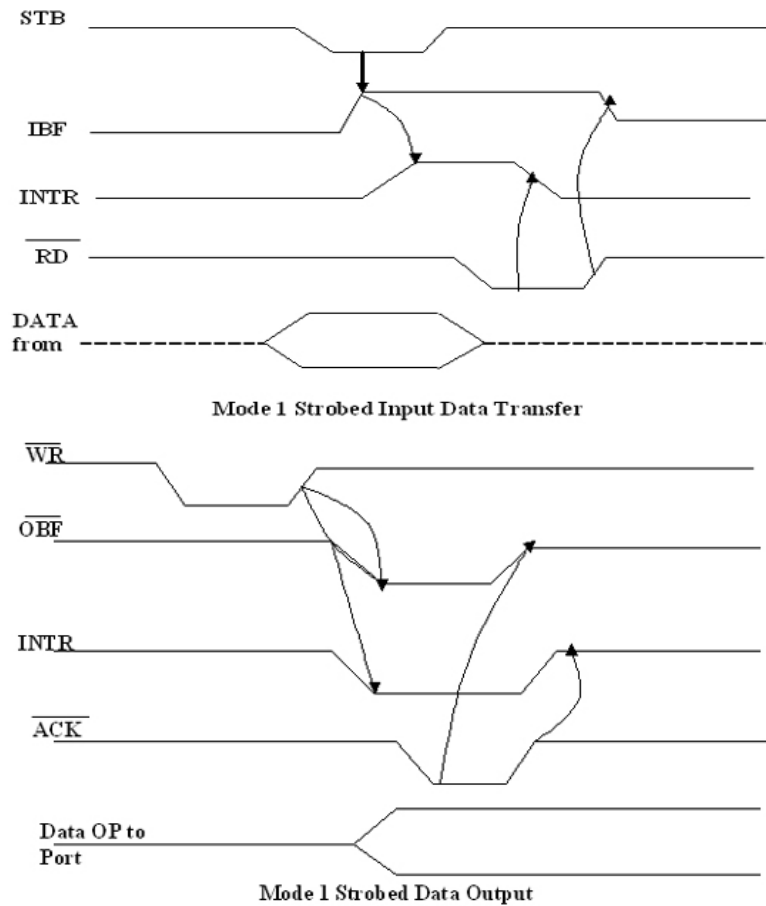 STB
IBF
INTR
RD
DATA
from
Mode 1 Strobed Input Data Transfer
WR
OBF
INTR
ACK
Data OP to
Port
Mode 1 Strobed Data Output